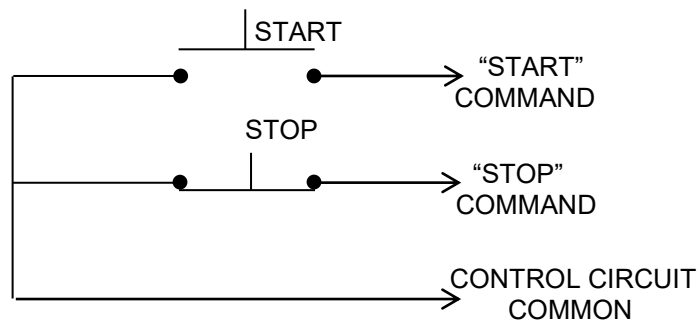 START
“START”
COMMAND
STOP
“STOP”
COMMAND
CONTROL CIRCUIT
COMMON